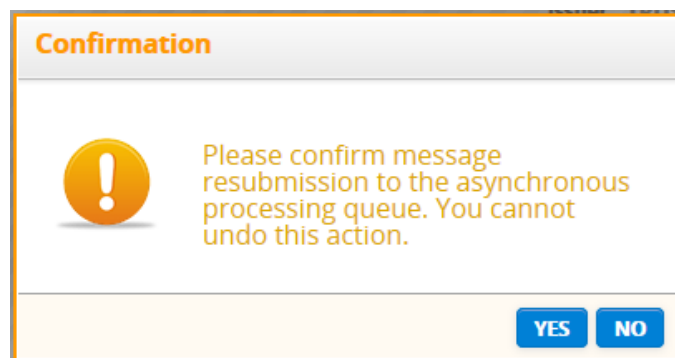 Confirmation
Please confirm message
resubmission to the asynchronous
processing queue. You cannot
undo this action.
YES NO